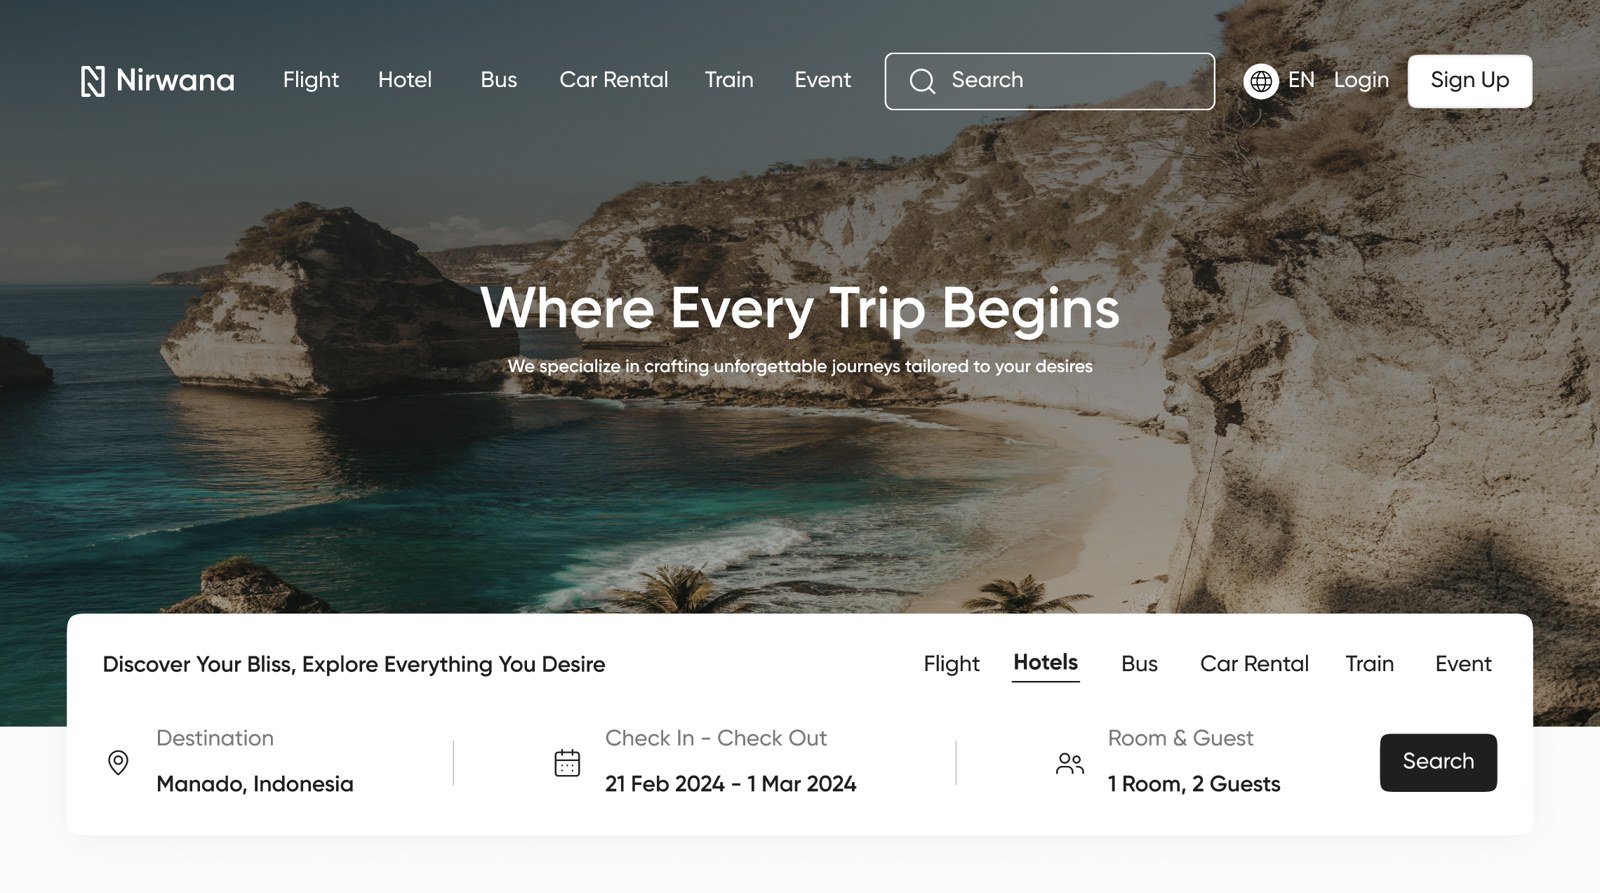 Nirwana Flight Hotel Bus Car Rental Train Event Search EN Login Sign Up
Where Every Trip Begins
We specialize in crafting unforgettable journeys tailored to your desires
Discover Your Bliss, Explore Everything You Desire Flight Hotels Bus Car Rental Train Event
Destination Check In - Check Out Room & Guest
Manado, Indonesia 21 Feb 2024 - 1 Mar 2024 1 Room, 2 Guests Search